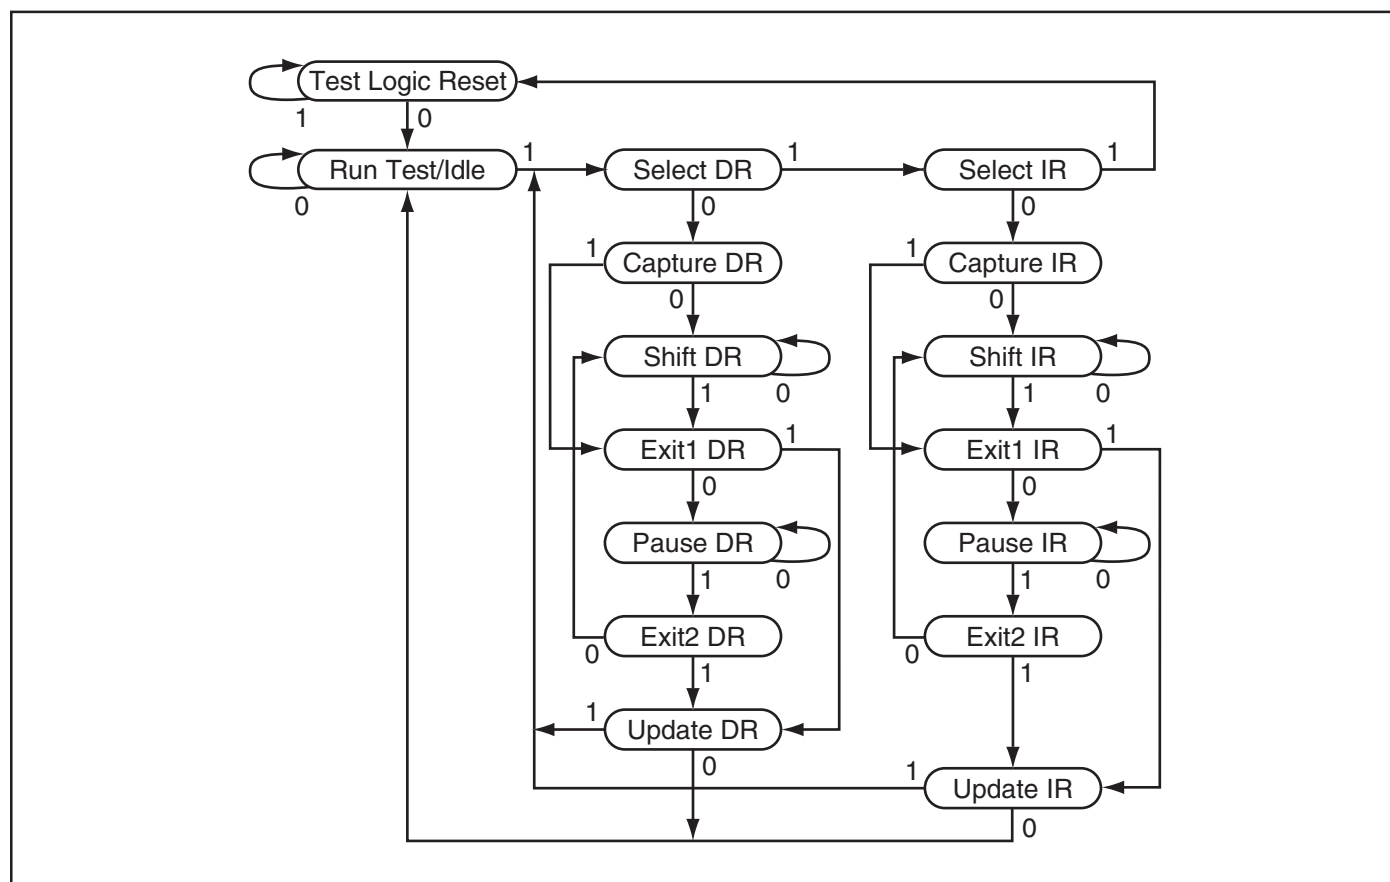 Test Logic Reset
1 0
1
Run Test/Idle
0
Select DR
1
Select IR
1
0
0
1
Capture DR
0
1
Capture IR
0
Shift DR
1 0
Shift IR
1 0
Exit1 DR
1
0
Exit1 IR
1
0
Pause DR
1 0
Pause IR
1 0
Exit2 DR
0
1
Exit2 IR
0
1
1
Update DR
0
1
Update IR
0